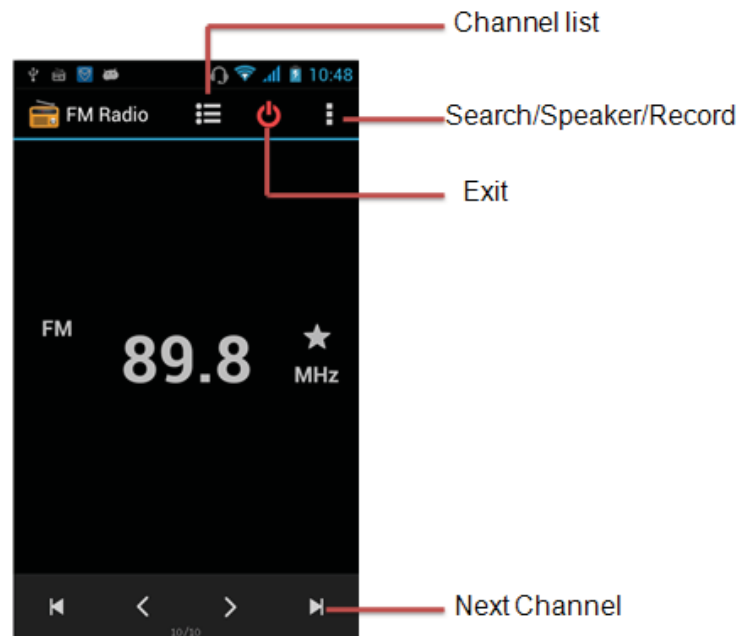 Channel list
10:48
FM Radio
Search/Speaker/Record
Exit
FM
89.8
MHz
Next Channel
10/10